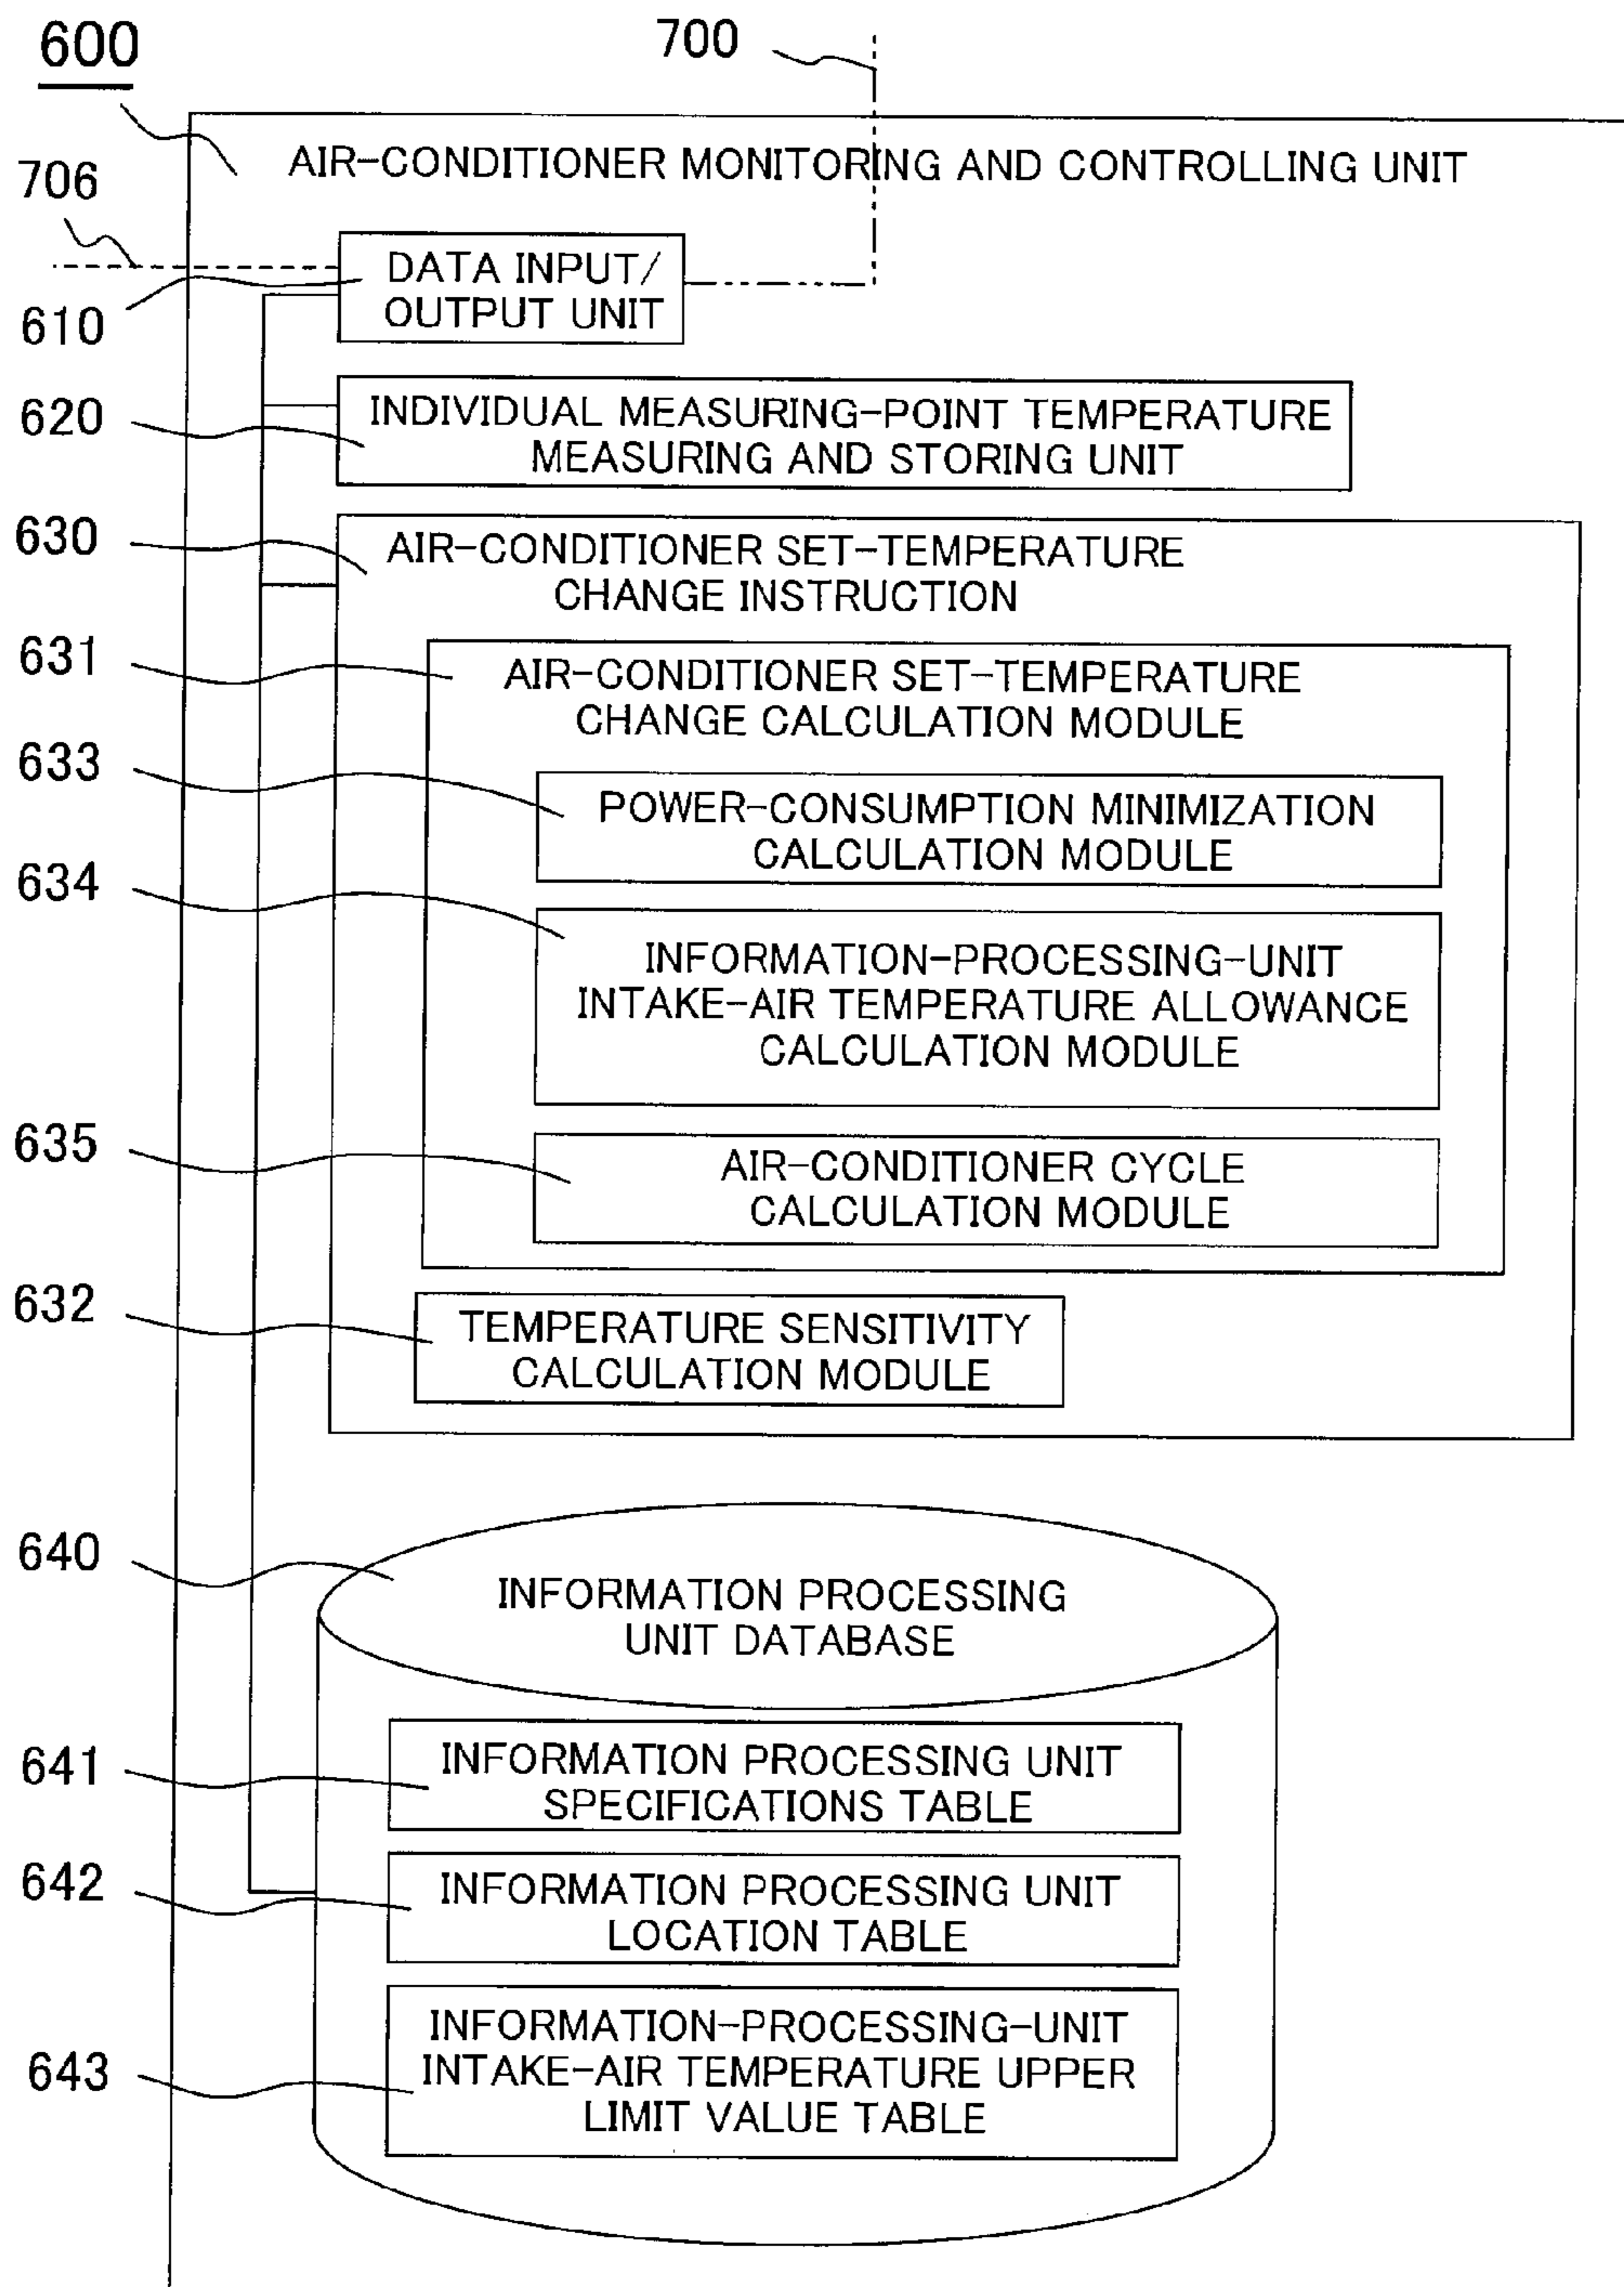 600
700
AIR-CONDITIONER MONITORING AND CONTROLLING UNIT
706
DATA INPUT/
OUTPUT UNIT
610
620
INDIVIDUAL MEASURING-POINT TEMPERATURE
MEASURING AND STORING UNIT
630
AIR-CONDITIONER SET-TEMPERATURE
CHANGE INSTRUCTION
631
AIR-CONDITIONER SET-TEMPERATURE
CHANGE CALCULATION MODULE
633
POWER-CONSUMPTION MINIMIZATION
CALCULATION MODULE
634
INFORMATION-PROCESSING-UNIT
INTAKE-AIR TEMPERATURE ALLOWANCE
CALCULATION MODULE
635
AIR-CONDITIONER CYCLE
CALCULATION MODULE
632
TEMPERATURE SENSITIVITY
CALCULATION MODULE
640
INFORMATION PROCESSING
UNIT DATABASE
641
INFORMATION PROCESSING UNIT
SPECIFICATIONS TABLE
642
INFORMATION PROCESSING UNIT
LOCATION TABLE
643
INFORMATION-PROCESSING-UNIT
INTAKE-AIR TEMPERATURE UPPER
LIMIT VALUE TABLE